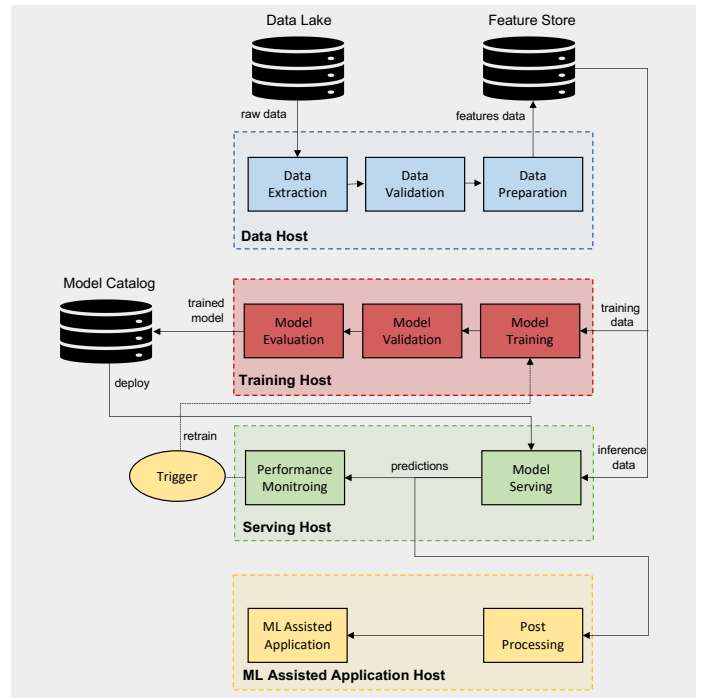 Data Lake
Feature Store
raw data
features data
Data
Extraction
Data
Validation
Data
Preparation
Data Host
Model Catalog
trained
model
Model
Evaluation
Model
Validation
Model
Training
training
data
Training Host
deploy
retrain
Trigger
Performance
Monitroing
predictions
Model
Serving
inference
data
Serving Host
ML Assisted
Application
Post
Processing
ML Assisted Application Host